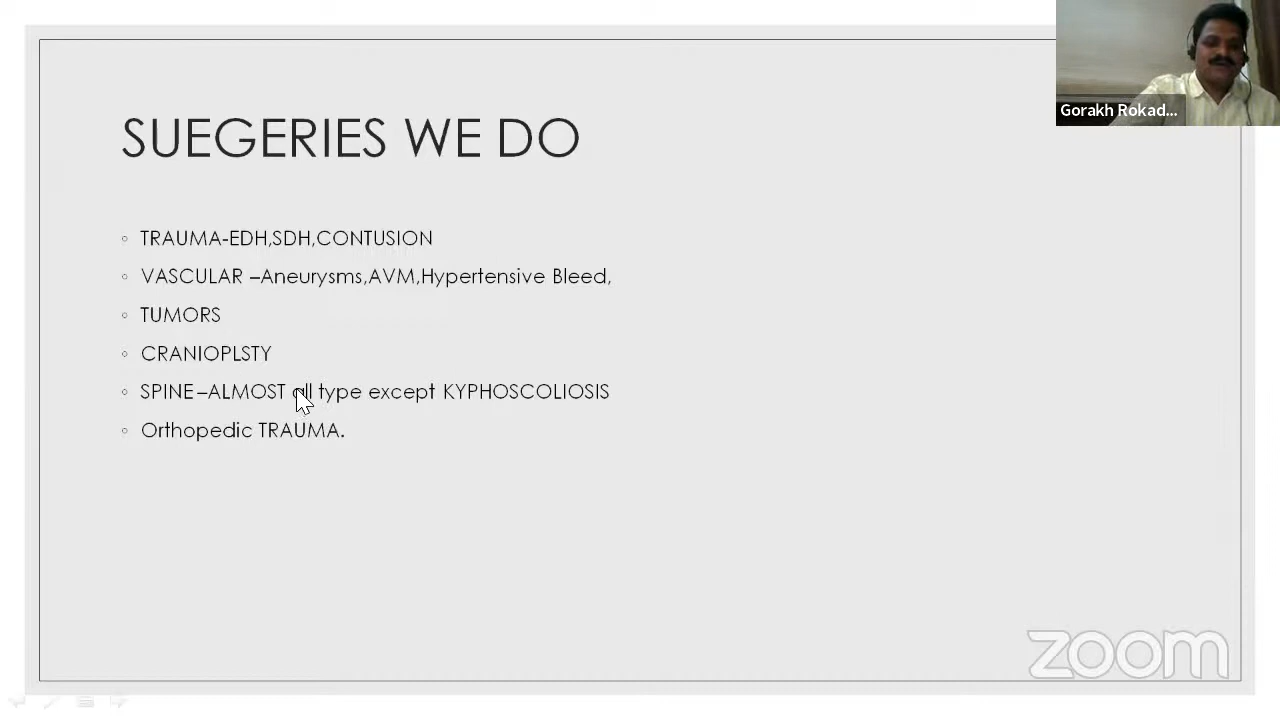 SUEGERIES WE DO
TRAUMA-EDH,SDH,CONTUSION
VASCULAR –Aneurysms,AVM,Hypertensive Bleed,
TUMORS
CRANIOPLSTY
SPINE–ALMOST all type except KYPHOSCOLIOSIS
Orthopedic TRAUMA.
Gorakh Rokad...
zoom